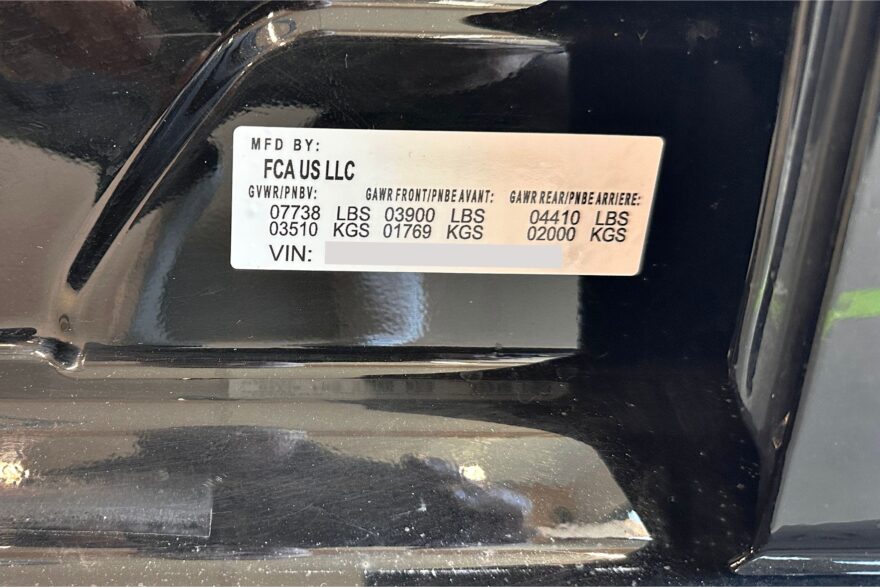 MFD BY:
FCA US LLC
GVWR/PNBV: GAWR FRONT/PNBE AVANT: GAWR REAR/PNBE ARRIERE:
07738 LBS 03900 LBS 04410 LBS
03510 KGS 01769 KGS 02000 KGS
VIN: